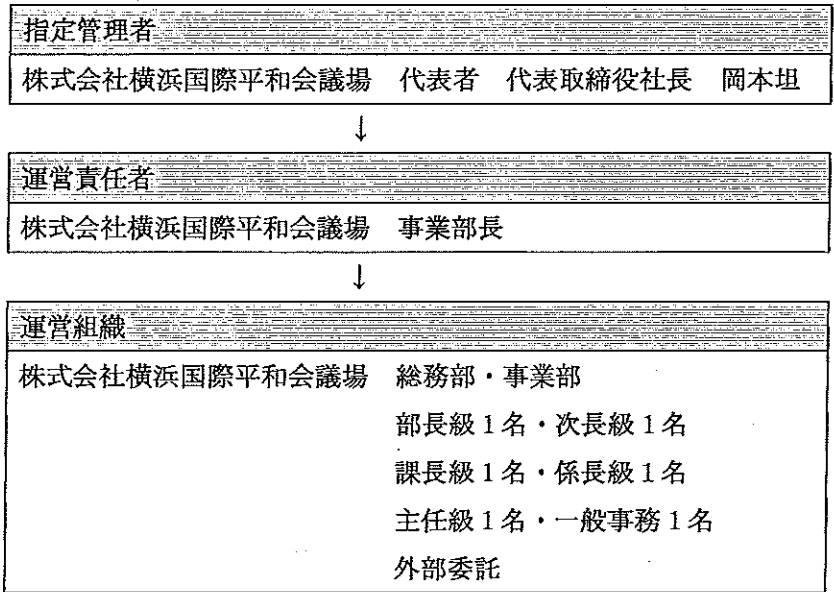 指定管理者
株式会社横浜国際平和会議場 代表者 代表取締役社長 岡本坦
↓
運営責任者
株式会社横浜国際平和会議場 事業部長
↓
運営組織
株式会社横浜国際平和会議場 総務部・事業部
部長級1名・次長級1名
課長級1名・係長級1名
主任級1名・一般事務1名
外部委託